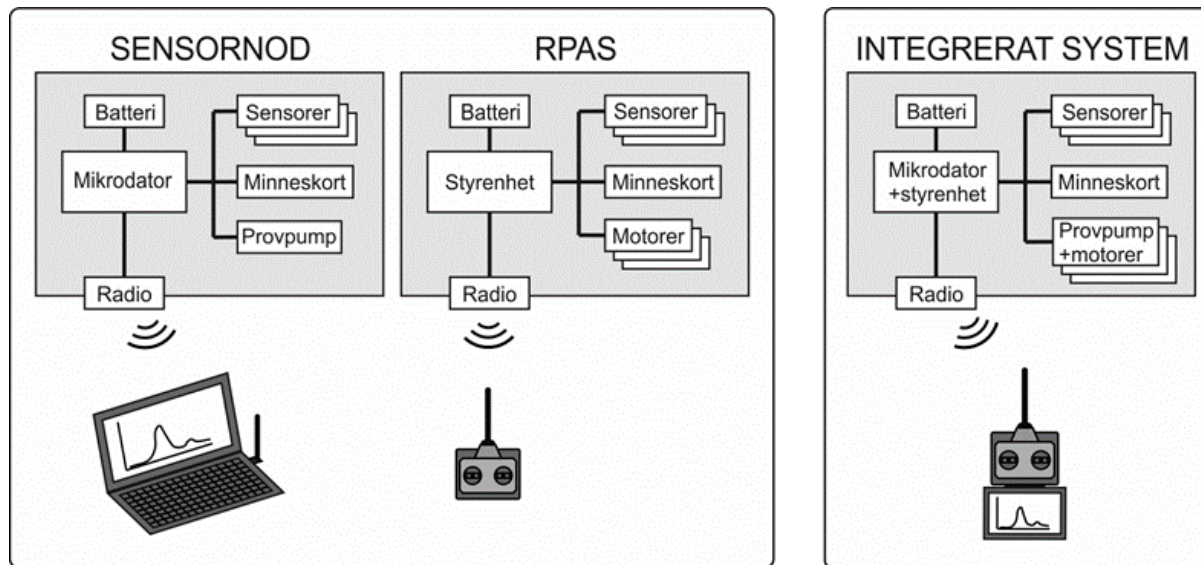 SENSORNOD
Batteri
Sensorer
Mikrodator
Minneskort
Provpump
Radio
RPAS
Batteri
Sensorer
Styrenhet
Minneskort
Motorer
Radio
INTEGRERAT SYSTEM
Batteri
Sensorer
Mikrodator
+styrenhet
Minneskort
Provpump
+motorer
Radio